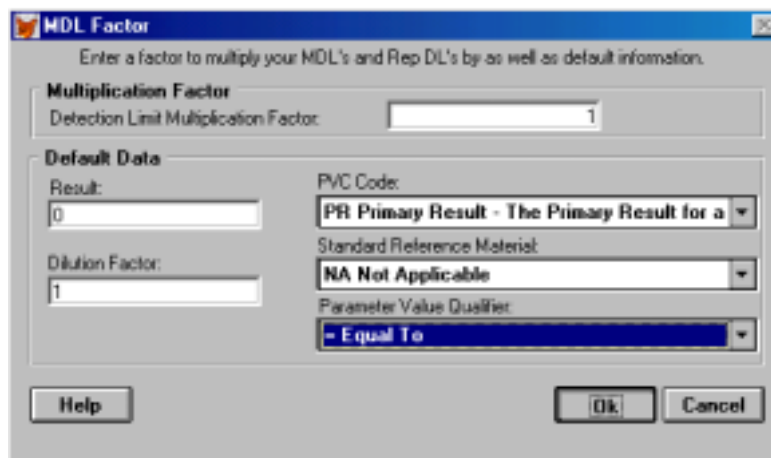 MDL Factor
Enter a factor to multiply your MDL's and Rep DL's by as well as default information.
Multiplication Factor
Detection Limit Multiplication Factor: 1
Default Data
Result:
0
Dilution Factor:
1
PVC Code:
PR Primary Result - The Primary Result for a
Standard Reference Material:
NA Not Applicable
Parameter Value Qualifier:
= Equal To
Help
Ok
Cancel